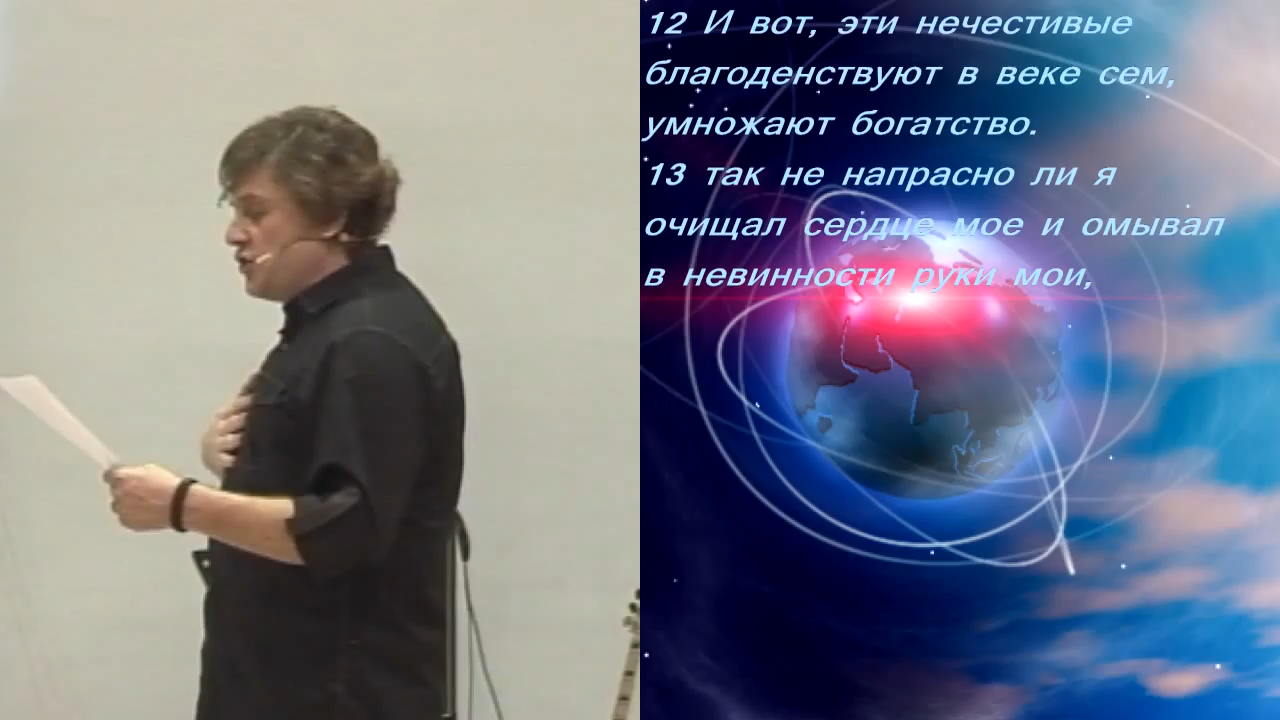 12 И вот, эти нечестивые
благоденствуют в веке сем,
умножают богатство.
13 так не напрасно ли я
очищал сердце мое и омывал
в невинности руки мои,